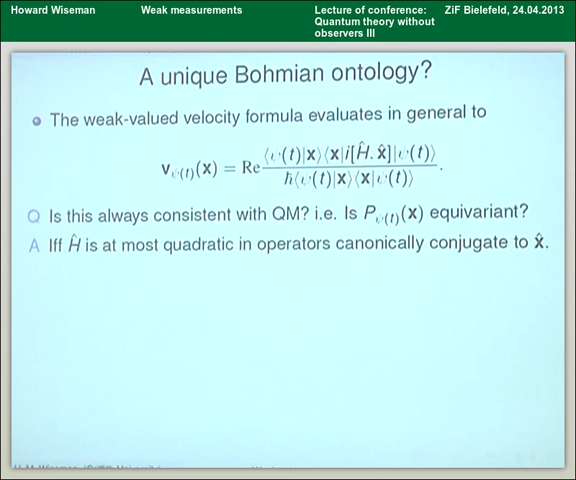 Howard Wiseman
Weak measurements
Lecture of conference:
Quantum theory without
observers III
ZiF Bielefeld, 24.04.2013
A unique Bohmian ontology?
The weak-valued velocity formula evaluates in general to
v_ψ(t)(x) = Re ⟨ψ(t)|x⟩⟨x|i[Ĥ, x̂]|ψ(t)⟩ / ħ⟨ψ(t)|x⟩⟨x|ψ(t)⟩.
Q Is this always consistent with QM? i.e. Is P_ψ(t)(x) equivariant?
A Iff Ĥ is at most quadratic in operators canonically conjugate to x̂.